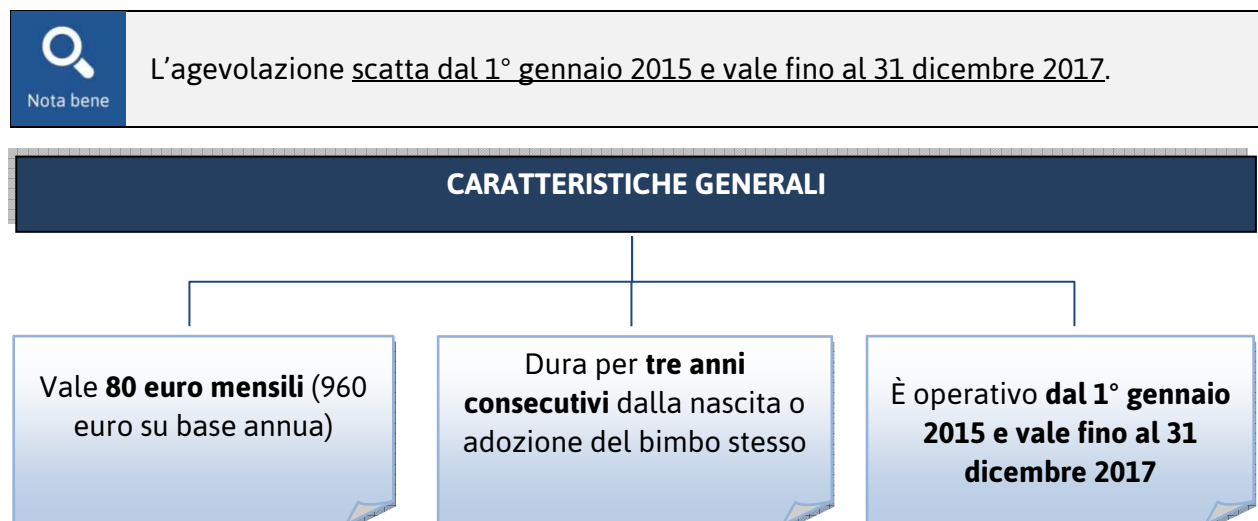 L'agevolazione scatta dal 1° gennaio 2015 e vale fino al 31 dicembre 2017.
Nota bene
CARATTERISTICHE GENERALI
Vale 80 euro mensili (960
euro su base annua)
Dura per tre anni
consecutivi dalla nascita o
adozione del bimbo stesso
È operativo dal 1° gennaio
2015 e vale fino al 31
dicembre 2017